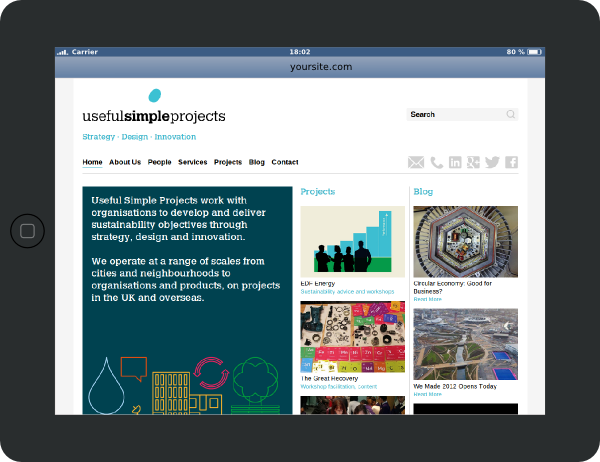 Carrier 18:02 80 %
yoursite.com
usefulsimpleprojects
Search
Strategy · Design · Innovation
Home About Us People Services Projects Blog Contact
Useful Simple Projects work with
organisations to develop and deliver
sustainability objectives through
strategy, design and innovation.
We operate at a range of scales from
cities and neighbourhoods to
organisations and products, on projects
in the UK and overseas.
Projects
EDF Energy
Sustainability advice and workshops
The Great Recovery
Workshop facilitation, content
Blog
Circular Economy: Good for
Business?
Read More
We Made 2012 Opens Today
Read More